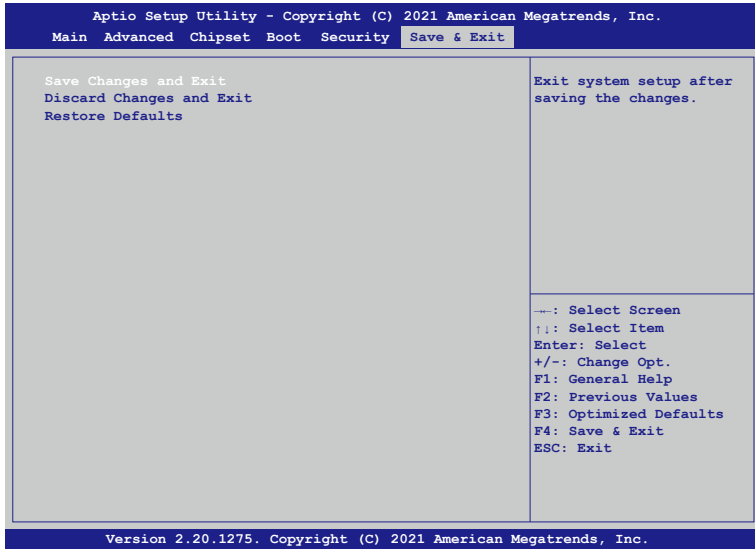 Aptio Setup Utility - Copyright (C) 2021 American Megatrends, Inc.
Main Advanced Chipset Boot Security Save & Exit
Save Changes and Exit
Discard Changes and Exit
Restore Defaults
Exit system setup after
saving the changes.
→←: Select Screen
↑↓: Select Item
Enter: Select
+/-: Change Opt.
F1: General Help
F2: Previous Values
F3: Optimized Defaults
F4: Save & Exit
ESC: Exit
Version 2.20.1275. Copyright (C) 2021 American Megatrends, Inc.